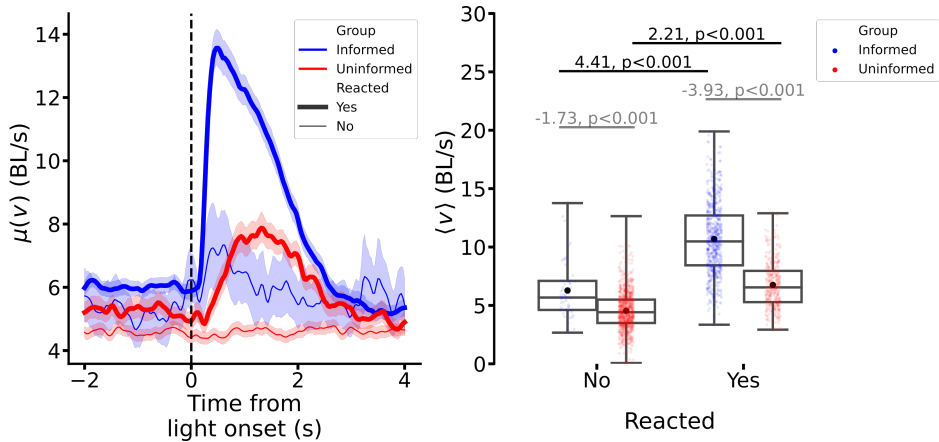 14
12
10
8
6
4
−2
0
2
4
μ(v) (BL/s)
Time from
light onset (s)
Group
Informed
Uninformed
Reacted
Yes
No
30
25
20
15
10
5
0
⟨v⟩ (BL/s)
2.21, p<0.001
4.41, p<0.001
-3.93, p<0.001
-1.73, p<0.001
No
Yes
Reacted
Group
Informed
Uninformed